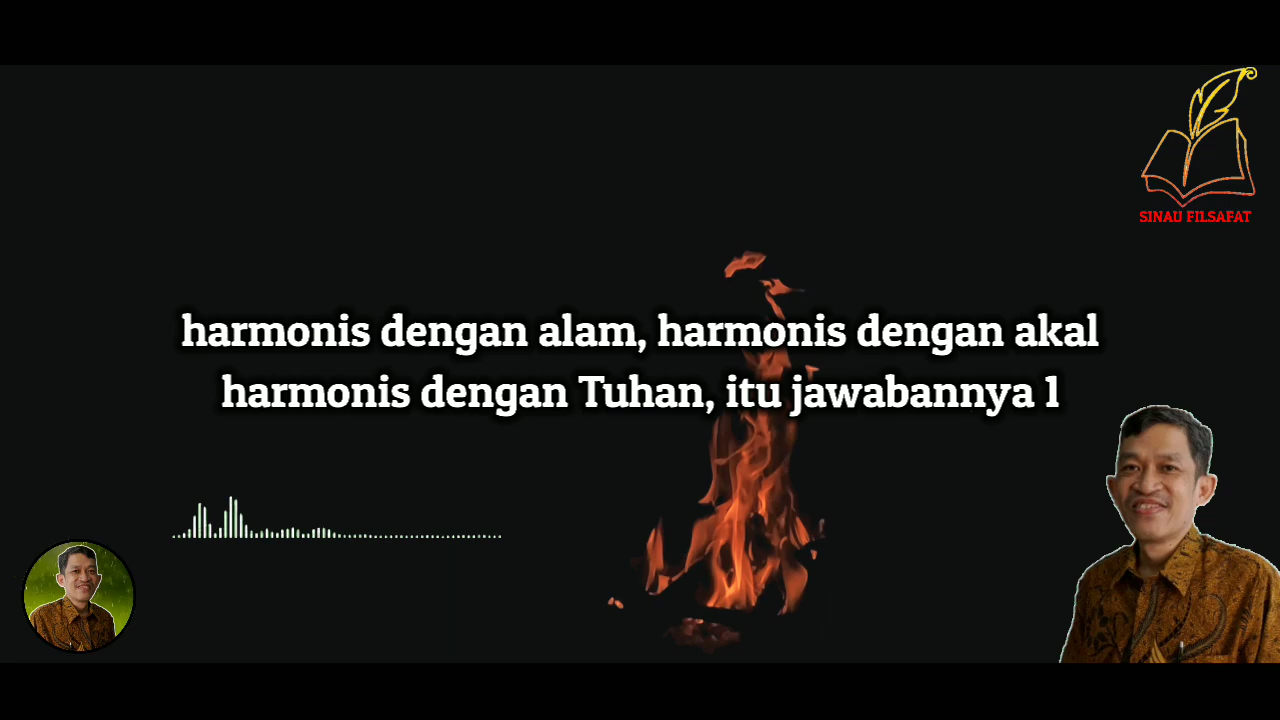 SINAU FILSAFAT
harmonis dengan alam, harmonis dengan akal
harmonis dengan Tuhan, itu jawabannya 1